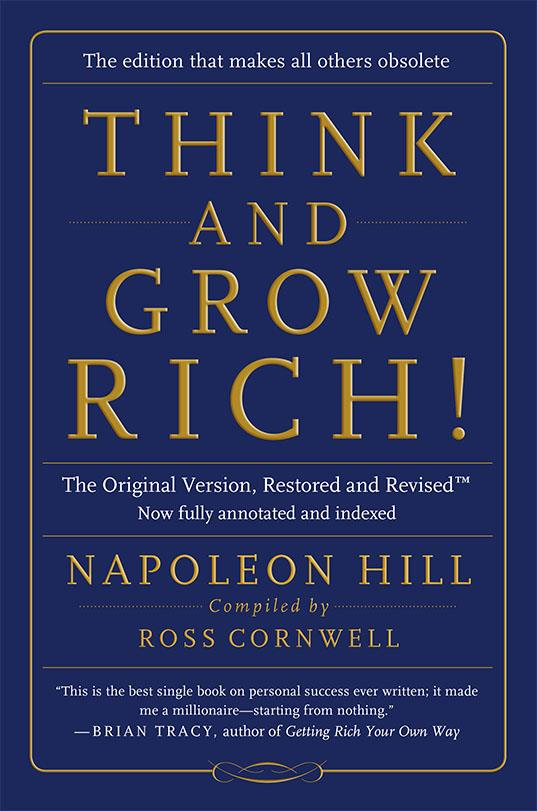 The edition that makes all others obsolete
THINK
AND
GROW
RICH!
The Original Version, Restored and Revised™
Now fully annotated and indexed
NAPOLEON HILL
Compiled by
ROSS CORNWELL
“This is the best single book on personal success ever written; it made
me a millionaire—starting from nothing.”
—BRIAN TRACY, author of Getting Rich Your Own Way